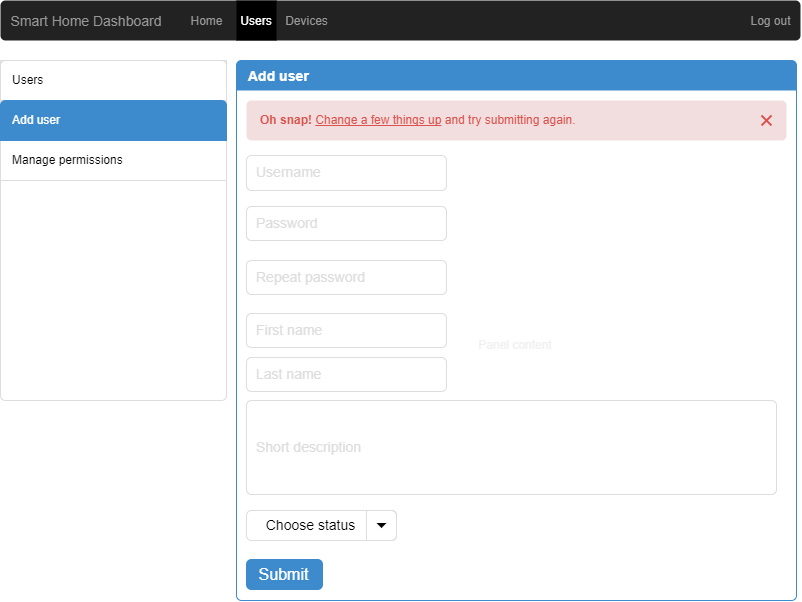 Smart Home Dashboard Home Users Devices Log out
Users
Add user
Manage permissions
Add user
Oh snap! Change a few things up and try submitting again.
Username
Password
Repeat password
First name
Panel content
Last name
Short description
Choose status
Submit